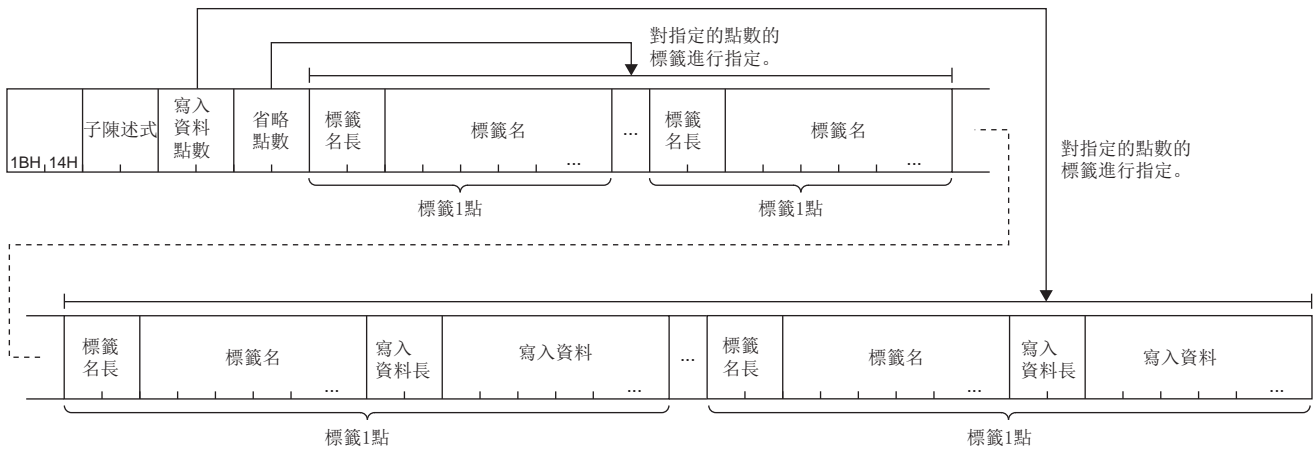 對指定的點數的
標籤進行指定。
1BH 14H
子陳述式
寫入
資料
點數
省略
點數
標籤
名長
標籤名
...
...
標籤
名長
標籤名
...
對指定的點數的
標籤進行指定。
標籤1點
標籤1點
標籤
名長
標籤名
...
寫入
資料長
寫入資料
...
...
標籤
名長
標籤名
...
寫入
資料長
寫入資料
...
標籤1點
標籤1點